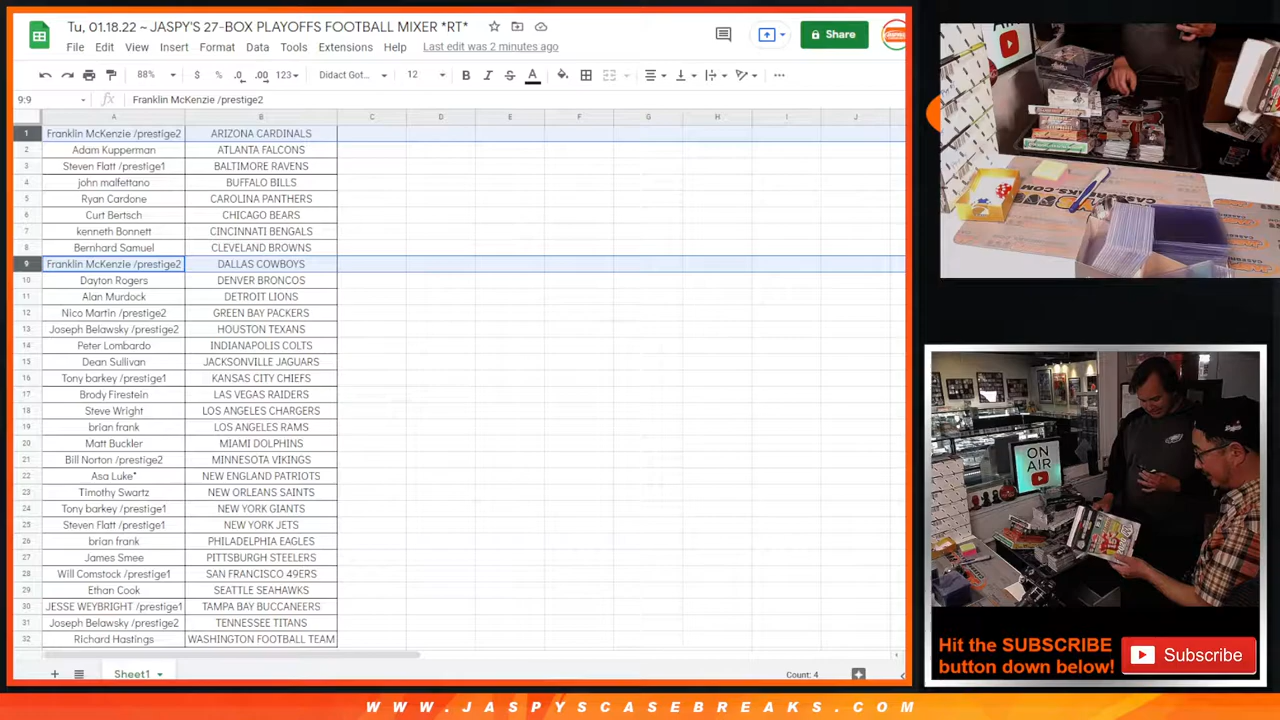 Tu, 01.18.22 ~ JASPY'S 27-BOX PLAYOFFS FOOTBALL MIXER *RT*
File Edit View Insert Format Data Tools Extensions Help Last edit was 2 minutes ago
Share
88% $ % .0 .00 123 Didact Got... 12 B I S A
9:9 fx Franklin McKenzie /prestige2
A B C D E F G H I J
1 Franklin McKenzie /prestige2 ARIZONA CARDINALS
2 Adam Kupperman ATLANTA FALCONS
3 Steven Flatt /prestige1 BALTIMORE RAVENS
4 john malfettano BUFFALO BILLS
5 Ryan Cardone CAROLINA PANTHERS
6 Curt Bertsch CHICAGO BEARS
7 kenneth Bonnett CINCINNATI BENGALS
8 Bernhard Samuel CLEVELAND BROWNS
9 Franklin McKenzie /prestige2 DALLAS COWBOYS
10 Dayton Rogers DENVER BRONCOS
11 Alan Murdock DETROIT LIONS
12 Nico Martin /prestige2 GREEN BAY PACKERS
13 Joseph Belawsky /prestige2 HOUSTON TEXANS
14 Peter Lombardo INDIANAPOLIS COLTS
15 Dean Sullivan JACKSONVILLE JAGUARS
16 Tony barkey /prestige1 KANSAS CITY CHIEFS
17 Brody Firestein LAS VEGAS RAIDERS
18 Steve Wright LOS ANGELES CHARGERS
19 brian frank LOS ANGELES RAMS
20 Matt Buckler MIAMI DOLPHINS
21 Bill Norton /prestige2 MINNESOTA VIKINGS
22 Asa Luke* NEW ENGLAND PATRIOTS
23 Timothy Swartz NEW ORLEANS SAINTS
24 Tony barkey /prestige1 NEW YORK GIANTS
25 Steven Flatt /prestige1 NEW YORK JETS
26 brian frank PHILADELPHIA EAGLES
27 James Smee PITTSBURGH STEELERS
28 Will Comstock /prestige1 SAN FRANCISCO 49ERS
29 Ethan Cook SEATTLE SEAHAWKS
30 JESSE WEYBRIGHT /prestige1 TAMPA BAY BUCCANEERS
31 Joseph Belawsky /prestige2 TENNESSEE TITANS
32 Richard Hastings WASHINGTON FOOTBALL TEAM
Sheet1 Count: 4
AIR
ON
AIR
Hit the SUBSCRIBE
button down below!
Subscribe
WWW.JASPYSCASEBREAKS.COM